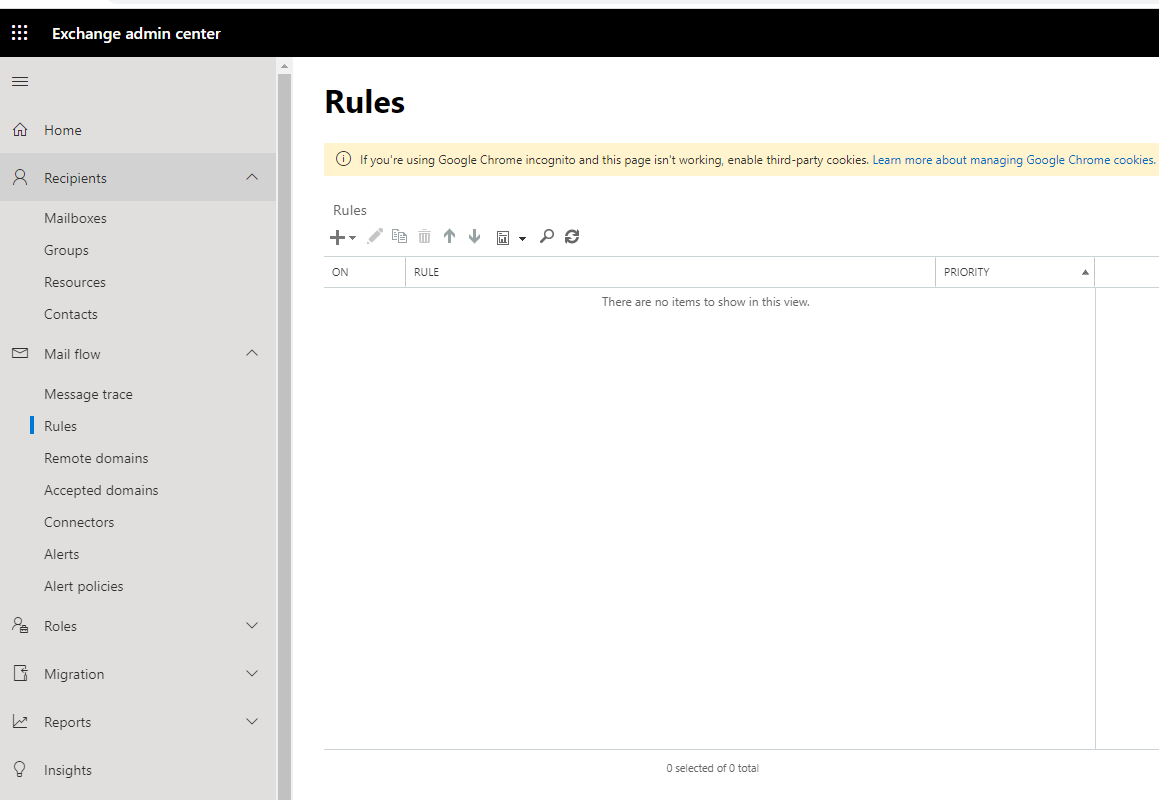 Exchange admin center
Home
Recipients
Mailboxes
Groups
Resources
Contacts
Mail flow
Message trace
Rules
Remote domains
Accepted domains
Connectors
Alerts
Alert policies
Roles
Migration
Reports
Insights
Rules
If you're using Google Chrome incognito and this page isn't working, enable third-party cookies. Learn more about managing Google Chrome cookies.
Rules
ON RULE PRIORITY
There are no items to show in this view.
0 selected of 0 total